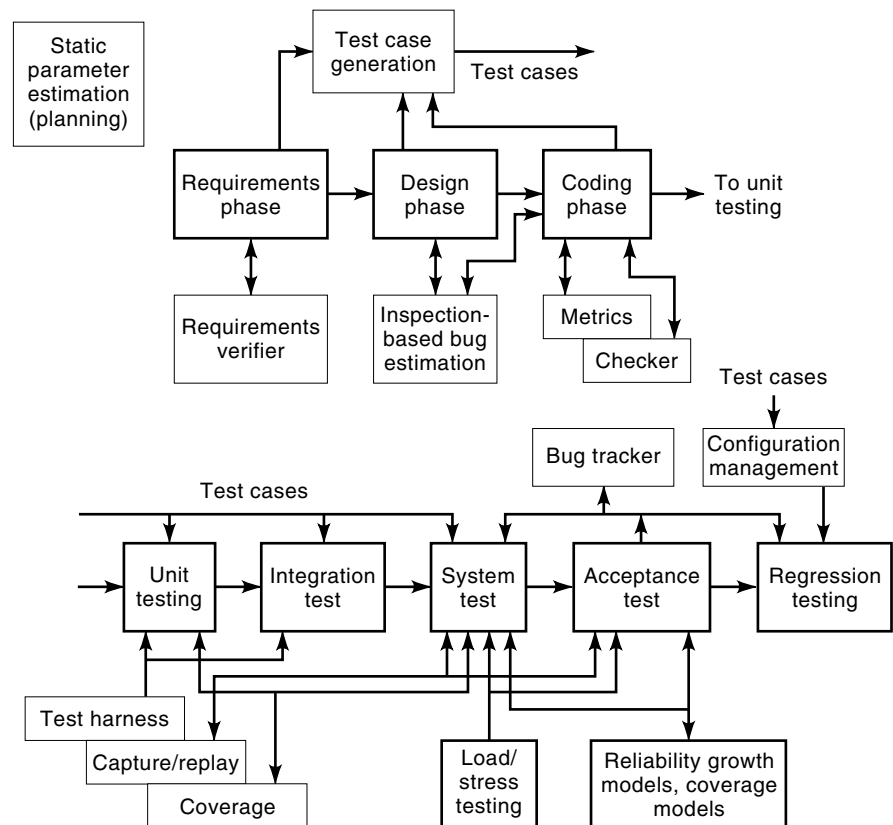 Static
parameter
estimation
(planning)
Test case
generation
Test cases
Requirements
phase
Design
phase
Coding
phase
To unit
testing
Requirements
verifier
Inspection-
based bug
estimation
Metrics
Checker
Test cases
Configuration
management
Bug tracker
Test cases
Unit
testing
Integration
test
System
test
Acceptance
test
Regression
testing
Test harness
Capture/replay
Coverage
Load/
stress
testing
Reliability growth
models, coverage
models